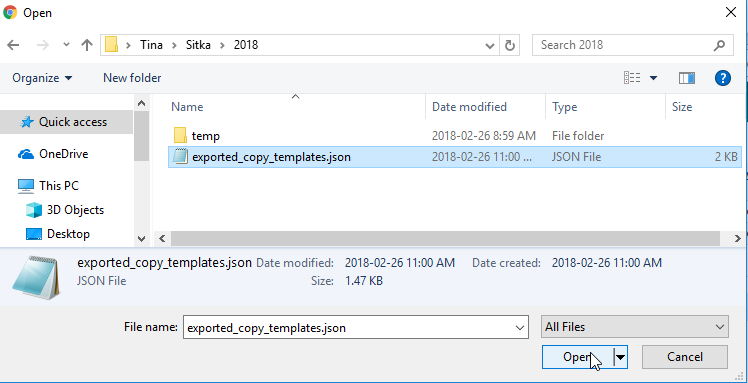 Open
Tina Sitka 2018
Search 2018
Organize New folder
Name Date modified Type Size
Quick access
temp 2018-02-26 8:59 AM File folder
OneDrive
exported_copy_templates.json 2018-02-26 11:00 ... JSON File 2 KB
This PC
3D Objects
Desktop
exported_copy_templates.json Date modified: 2018-02-26 11:00 AM Date created: 2018-02-26 11:00 AM
JSON File Size: 1.47 KB
File name: exported_copy_templates.json All Files
Open Cancel